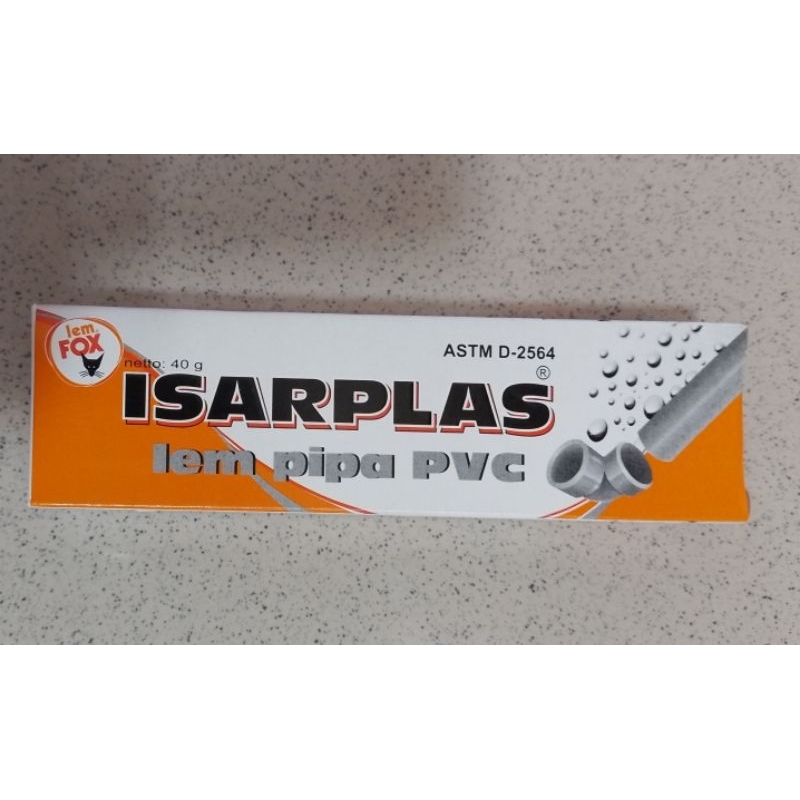 lem
FOX
netto: 40 g
ASTM D-2564
ISARPLAS®
lem pipa PVC